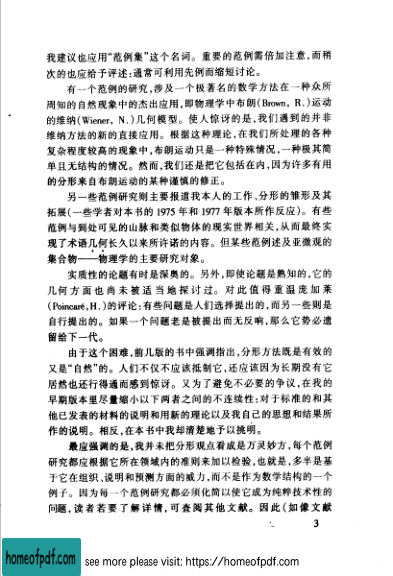 我建议也应用“范例集”这个名词。重要的范例需倍加注意,而稍
次的也应给予评述;通常可利用先例而缩短讨论。
有一个范例的研究,涉及一个极著名的数学方法在一种众所
周知的自然现象中的杰出应用,即物理学中布朗(Brown, R.)运动
的维纳(Wiener, N.)几何模型。使人惊讶的是,我们遇到的并非
维纳方法的新的直接应用。根据这种理论,在我们所处理的各种
复杂程度较高的现象中,布朗运动只是一种特殊情况,一种极其简
单且无结构的情况。然而,我们还是把它包括在内,因为许多有用
的分形来自布朗运动的某种谨慎的修正。
另一些范例研究则主要报道我本人的工作、分形的雏形及其
拓展(一些学者对本书的 1975 年和 1977 年版本所作反应)。有些
范例与到处可见的山脉和类似物体的现实世界相关,从而最终实
现了术语几何长久以来所许诺的内容。但某些范例述及亚微观的
集合物——物理学的主要研究对象。
实质性的论题有时是深奥的。另外,即使论题是熟知的,它的
几何方面也尚未被适当地探讨过。对此值得重温庞加莱
(Poincaré,H.)的评论:有些问题是人们选择提出的,而另一些则是
自行提出的。如果一个问题老是被提出而无反响,那么它势必遗
留给下一代。
由于这个困难,前几版的书中强调指出,分形方法既是有效的
又是“自然”的。人们不仅不应该抵制它,还应该因为长期没有它
居然也还行得通而感到惊讶。又为了避免不必要的争议,在我的
早期版本里尽量缩小以下两者之间的不连续性:对于标准的和其
他已发表的材料的说明和用新的理论以及我自己的思想和结果所
作的说明。相反,在本书中我却清楚地予以挑明。
最应强调的是,我并未把分形观点看成是万灵妙方,每个范例
研究都应根据它所在领域内的准则来加以检验,也就是,多半是基
于它在组织、说明和预测方面的威力,而不是作为数学结构的一个
例子。因为每一个范例研究都必须化简以使它成为纯粹技术性的
问题,读者若要了解详情,可查阅其他文献。因此(如像文献
3
homeofpdf.com
see more please visit: https://homeofpdf.com